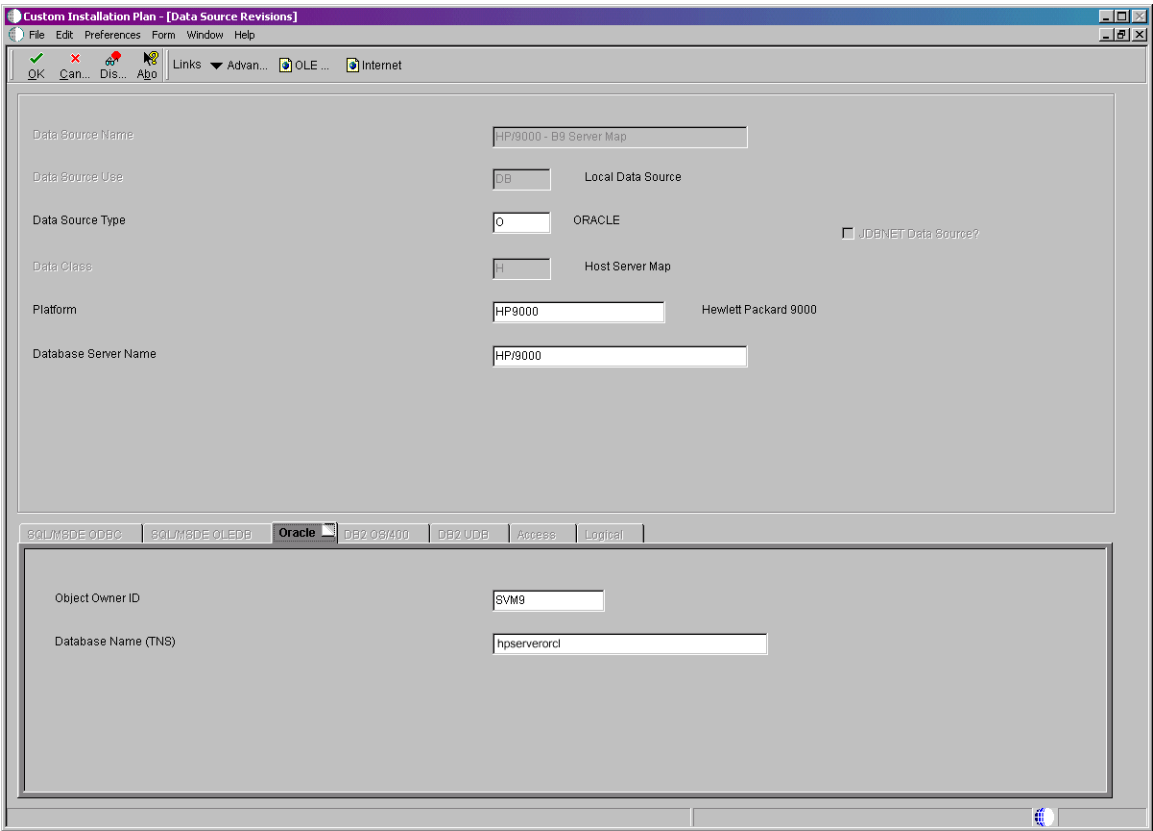 Custom Installation Plan - [Data Source Revisions]
File Edit Preferences Form Window Help
OK Can... Dis... Abo Links Advan... OLE ... Internet
Data Source Name HP/9000 - B9 Server Map
Data Source Use DB Local Data Source
Data Source Type O ORACLE
JDBNET Data Source?
Data Class H Host Server Map
Platform HP9000 Hewlett Packard 9000
Database Server Name HP/9000
SQL/MSDE ODBC SQL/MSDE OLEDB Oracle DB2 OS/400 DB2 UDB Access Logical
Object Owner ID SVM9
Database Name (TNS) hpserverorcl